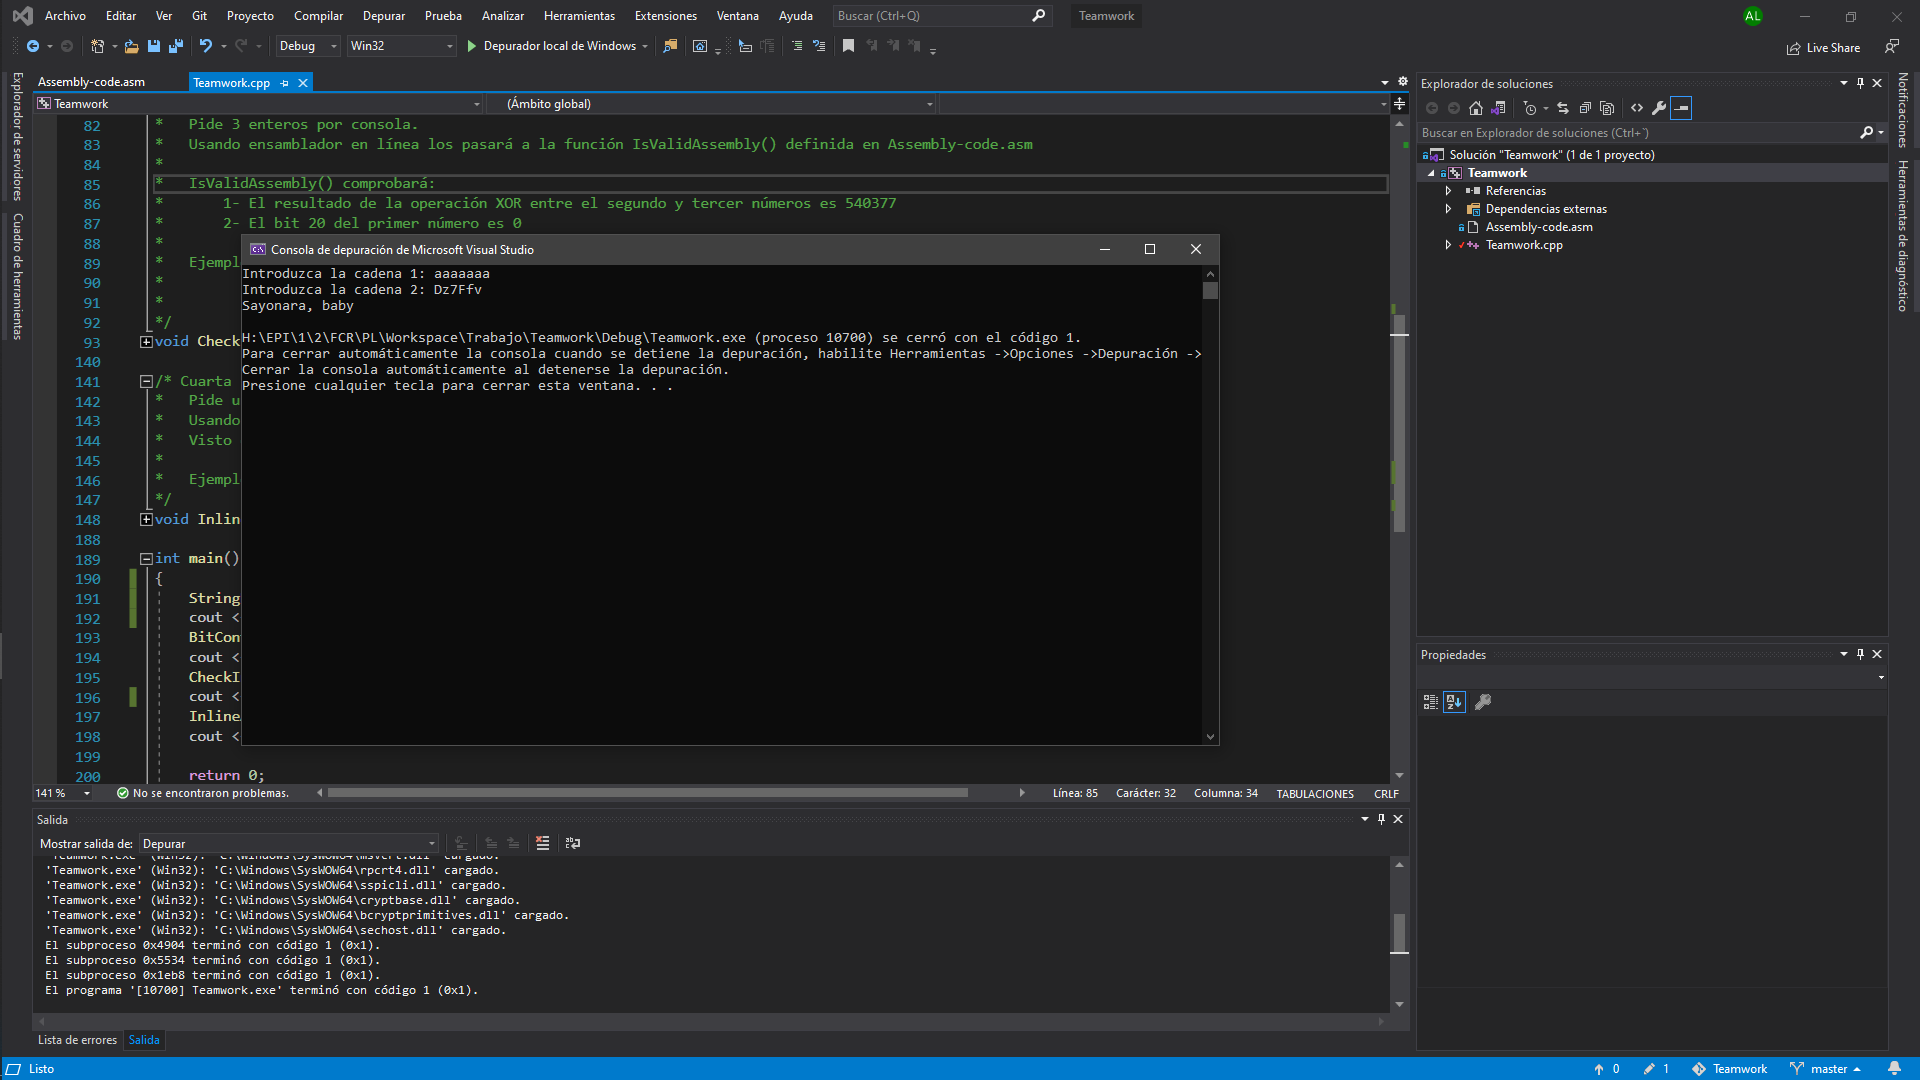 Archivo Editar Ver Git Proyecto Compilar Depurar Prueba Analizar Herramientas Extensiones Ventana Ayuda Buscar (Ctrl+Q) Teamwork AL
Debug Win32 Depurador local de Windows Live Share
Explorador de servidores
Cuadro de herramientas
Assembly-code.asm Teamwork.cpp
Teamwork (Ámbito global)
82 * Pide 3 enteros por consola.
83 * Usando ensamblador en línea los pasará a la función IsValidAssembly() definida en Assembly-code.asm
84 *
85 * IsValidAssembly() comprobará:
86 * 1- El resultado de la operación XOR entre el segundo y tercer números es 540377
87 * 2- El bit 20 del primer número es 0
88 *
89 * Ejempl
90 *
91 *
92 */
93 void Check
140
141 /* Cuarta
142 * Pide u
143 * Usando
144 * Visto
145 *
146 * Ejempl
147 */
148 void Inlin
188
189 int main()
190 {
191 String
192 cout <
193 BitCon
194 cout <
195 CheckI
196 cout <
197 Inline
198 cout <
199
200 return 0;
Consola de depuración de Microsoft Visual Studio
Introduzca la cadena 1: aaaaaaa
Introduzca la cadena 2: Dz7Ffv
Sayonara, baby
H:\EPI\1\2\FCR\PL\Workspace\Trabajo\Teamwork\Debug\Teamwork.exe (proceso 10700) se cerró con el código 1.
Para cerrar automáticamente la consola cuando se detiene la depuración, habilite Herramientas ->Opciones ->Depuración ->
Cerrar la consola automáticamente al detenerse la depuración.
Presione cualquier tecla para cerrar esta ventana. . .
141 % No se encontraron problemas. Línea: 85 Carácter: 32 Columna: 34 TABULACIONES CRLF
Salida
Mostrar salida de: Depurar
'Teamwork.exe' (Win32): 'C:\Windows\SysWOW64\msvcrt.dll' cargado.
'Teamwork.exe' (Win32): 'C:\Windows\SysWOW64\rpcrt4.dll' cargado.
'Teamwork.exe' (Win32): 'C:\Windows\SysWOW64\sspicli.dll' cargado.
'Teamwork.exe' (Win32): 'C:\Windows\SysWOW64\cryptbase.dll' cargado.
'Teamwork.exe' (Win32): 'C:\Windows\SysWOW64\bcryptprimitives.dll' cargado.
'Teamwork.exe' (Win32): 'C:\Windows\SysWOW64\sechost.dll' cargado.
El subproceso 0x4904 terminó con código 1 (0x1).
El subproceso 0x5534 terminó con código 1 (0x1).
El subproceso 0x1eb8 terminó con código 1 (0x1).
El programa '[10700] Teamwork.exe' terminó con código 1 (0x1).
Lista de errores Salida
Explorador de soluciones
Buscar en Explorador de soluciones (Ctrl+´)
Solución "Teamwork" (1 de 1 proyecto)
Teamwork
Referencias
Dependencias externas
Assembly-code.asm
Teamwork.cpp
Propiedades
Notificaciones
Herramientas de diagnóstico
Listo 0 1 Teamwork master